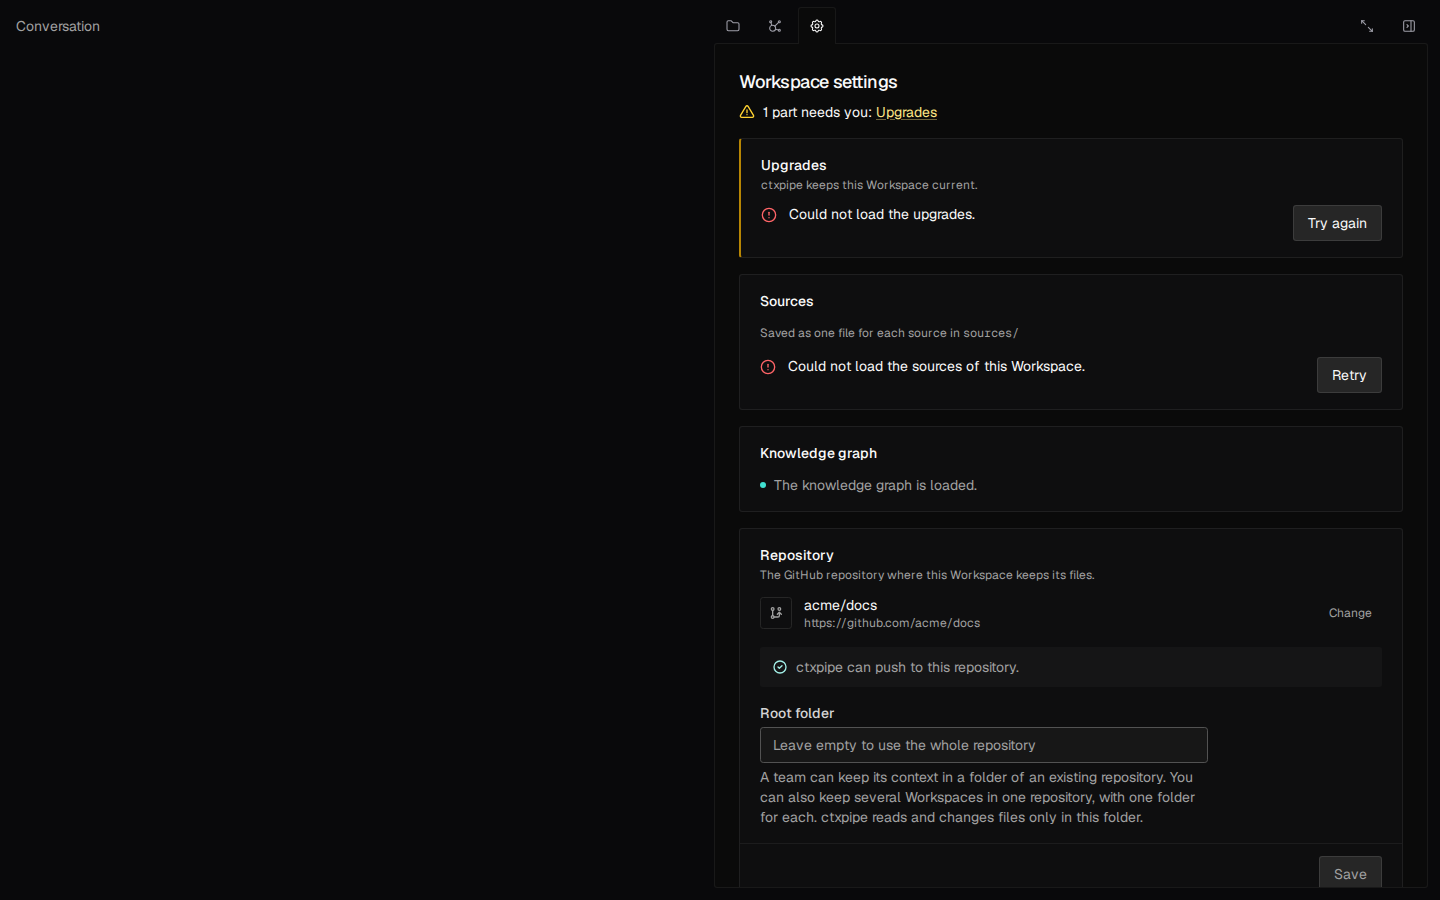 Conversation
Workspace settings
1 part needs you: Upgrades
Upgrades
ctxpipe keeps this Workspace current.
Could not load the upgrades.
Try again
Sources
Saved as one file for each source in sources/
Could not load the sources of this Workspace.
Retry
Knowledge graph
The knowledge graph is loaded.
Repository
The GitHub repository where this Workspace keeps its files.
acme/docs
https://github.com/acme/docs
Change
ctxpipe can push to this repository.
Root folder
Leave empty to use the whole repository
A team can keep its context in a folder of an existing repository. You
can also keep several Workspaces in one repository, with one folder
for each. ctxpipe reads and changes files only in this folder.
Save